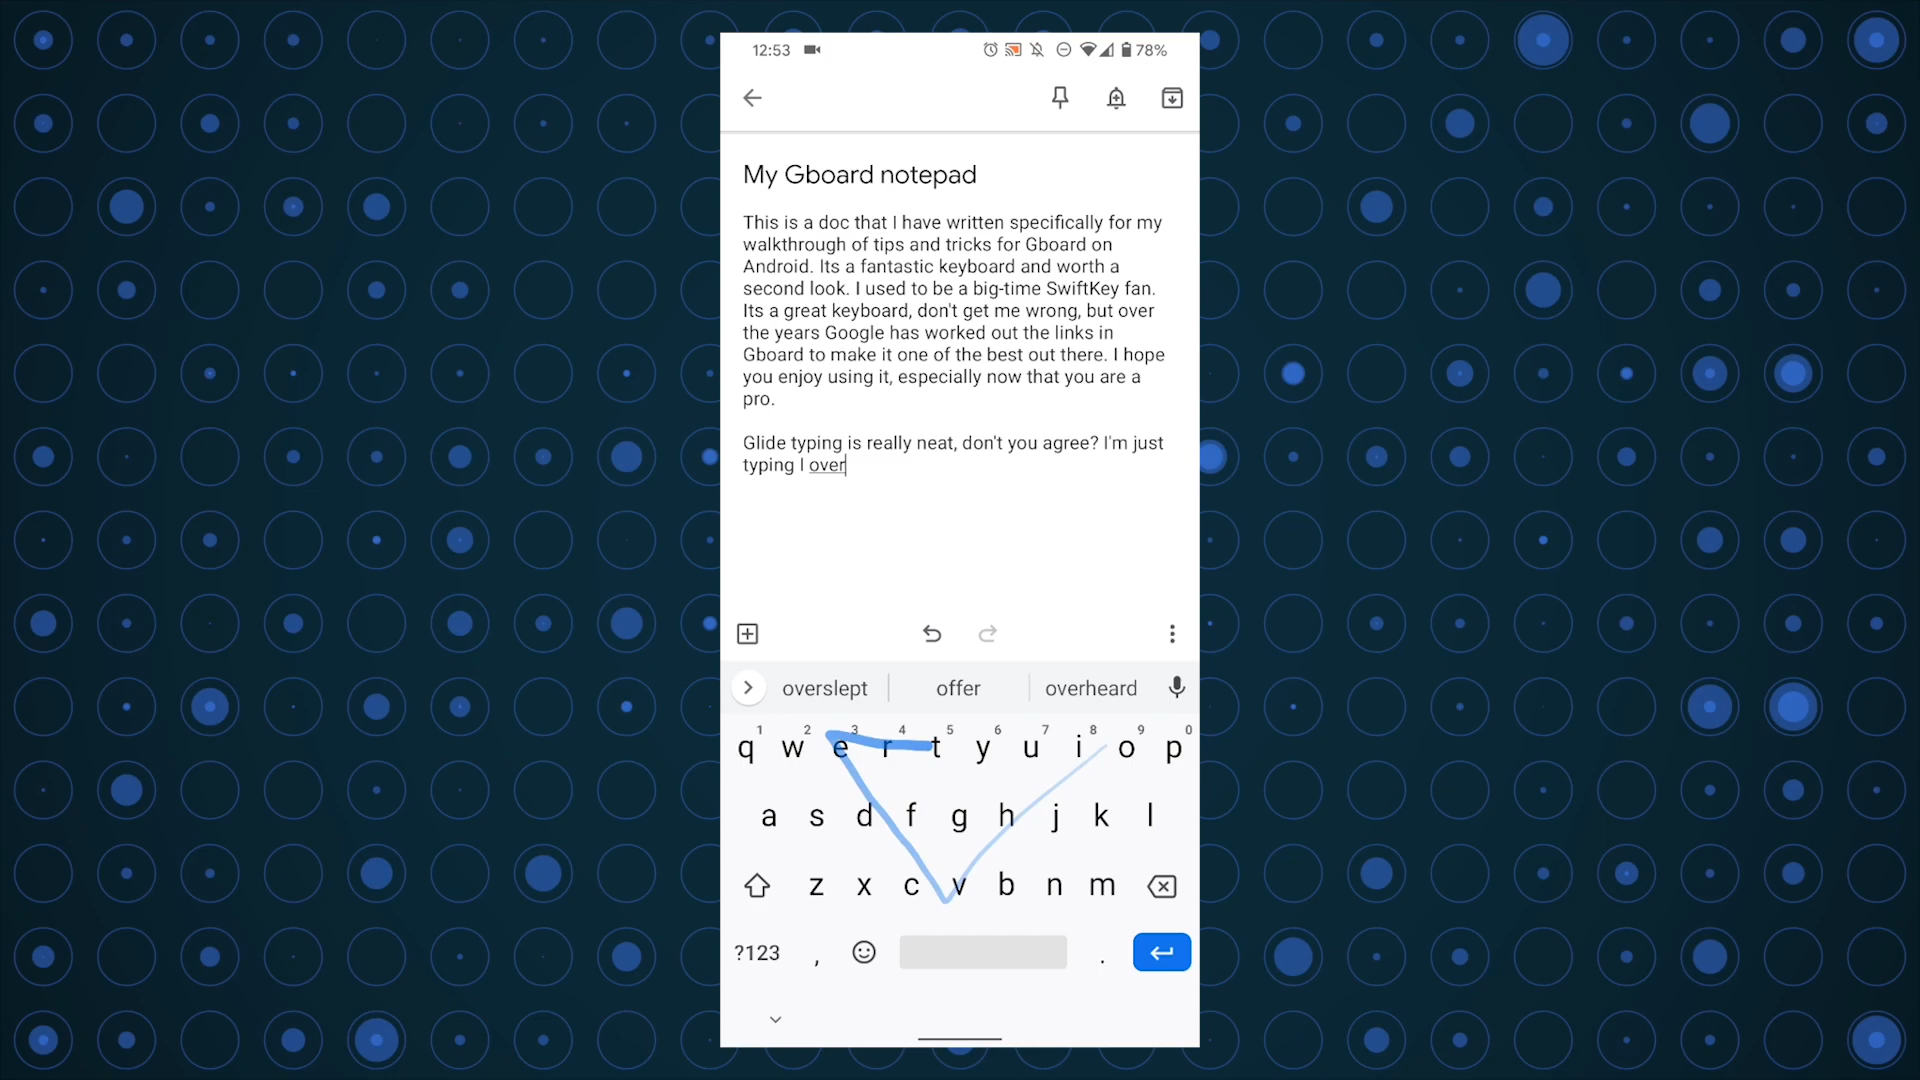 12:53 78%
My Gboard notepad
This is a doc that I have written specifically for my
walkthrough of tips and tricks for Gboard on
Android. Its a fantastic keyboard and worth a
second look. I used to be a big-time SwiftKey fan.
Its a great keyboard, don't get me wrong, but over
the years Google has worked out the links in
Gboard to make it one of the best out there. I hope
you enjoy using it, especially now that you are a
pro.
Glide typing is really neat, don't you agree? I'm just
typing I over
overslept offer overheard
1 2 3 4 5 6 7 8 9 0
q w e r t y u i o p
a s d f g h j k l
z x c v b n m
?123 , .